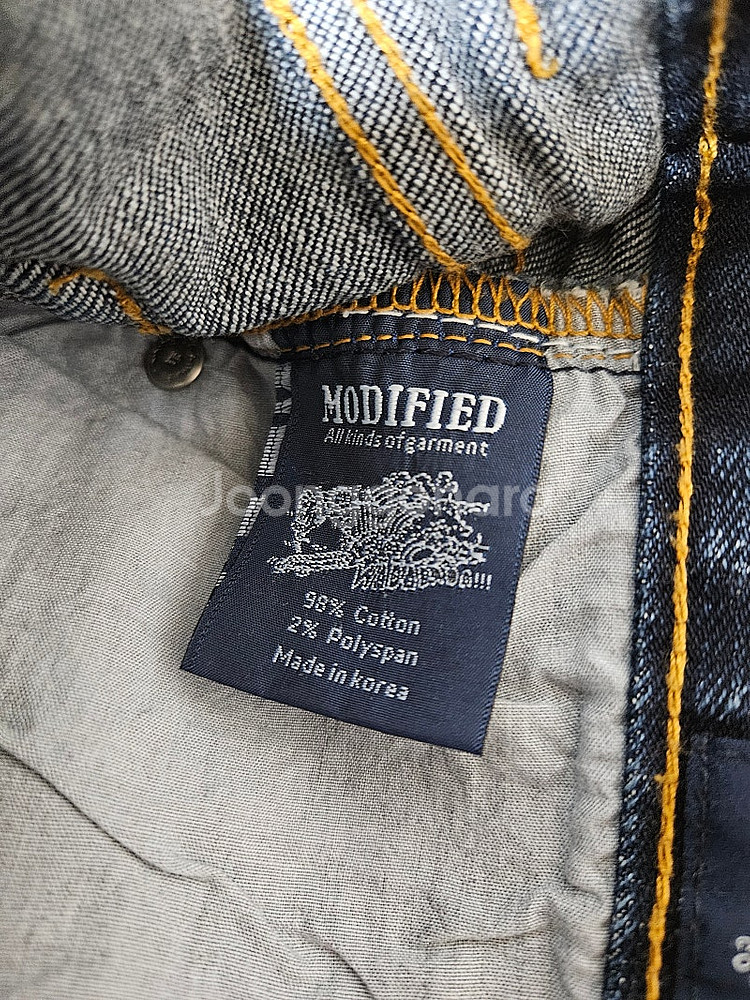 MODIFIED
All kinds of garment
98% Cotton
2% Polyspan
Made in korea